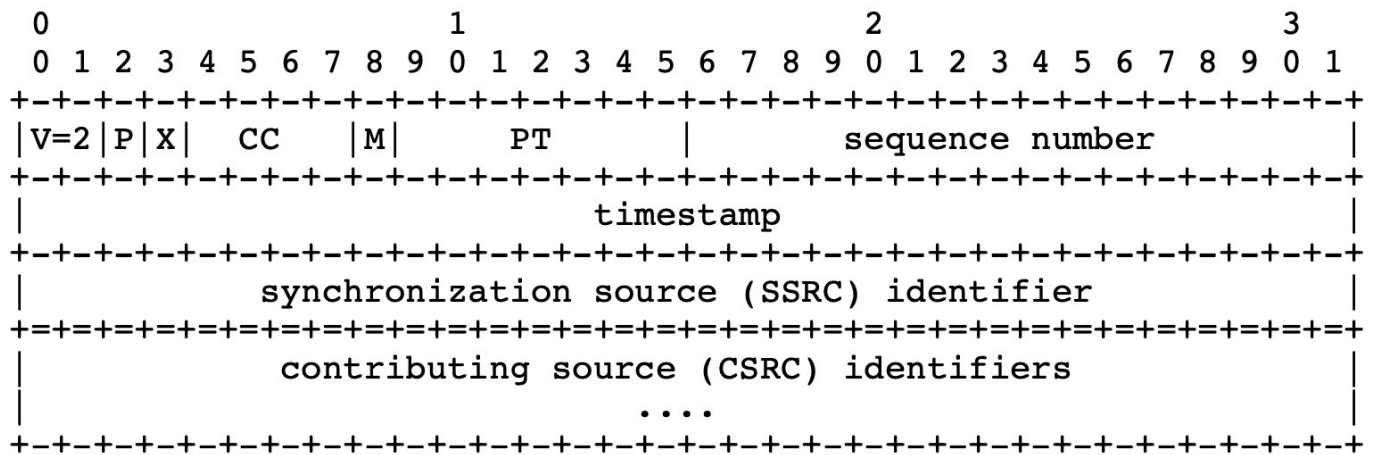 0                   1                   2                   3
 0 1 2 3 4 5 6 7 8 9 0 1 2 3 4 5 6 7 8 9 0 1 2 3 4 5 6 7 8 9 0 1
+-+-+-+-+-+-+-+-+-+-+-+-+-+-+-+-+-+-+-+-+-+-+-+-+-+-+-+-+-+-+-+-+
|V=2|P|X|  CC   |M|     PT      |       sequence number         |
+-+-+-+-+-+-+-+-+-+-+-+-+-+-+-+-+-+-+-+-+-+-+-+-+-+-+-+-+-+-+-+-+
|                           timestamp                           |
+-+-+-+-+-+-+-+-+-+-+-+-+-+-+-+-+-+-+-+-+-+-+-+-+-+-+-+-+-+-+-+-+
|           synchronization source (SSRC) identifier            |
+=+=+=+=+=+=+=+=+=+=+=+=+=+=+=+=+=+=+=+=+=+=+=+=+=+=+=+=+=+=+=+=+
|            contributing source (CSRC) identifiers             |
|                             ....                              |
+-+-+-+-+-+-+-+-+-+-+-+-+-+-+-+-+-+-+-+-+-+-+-+-+-+-+-+-+-+-+-+-+